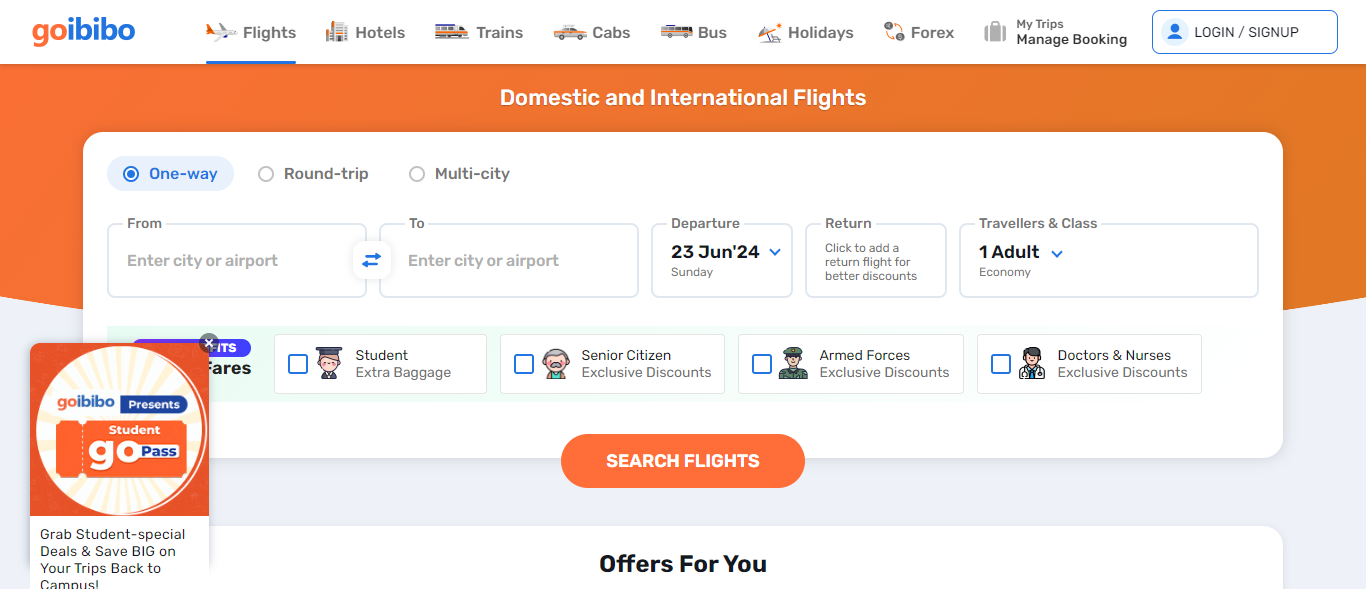 goibibo
Flights
Hotels
Trains
Cabs
Bus
Holidays
Forex
My Trips
Manage Booking
LOGIN / SIGNUP
Domestic and International Flights
One-way
Round-trip
Multi-city
From
Enter city or airport
To
Enter city or airport
Departure
23 Jun'24
Sunday
Return
Click to add a
return flight for
better discounts
Travellers & Class
1 Adult
Economy
Fares
Student
Extra Baggage
Senior Citizen
Exclusive Discounts
Armed Forces
Exclusive Discounts
Doctors & Nurses
Exclusive Discounts
SEARCH FLIGHTS
goibibo Presents
Student
go Pass
Grab Student-special
Deals & Save BIG on
Your Trips Back to
Campus!
Offers For You